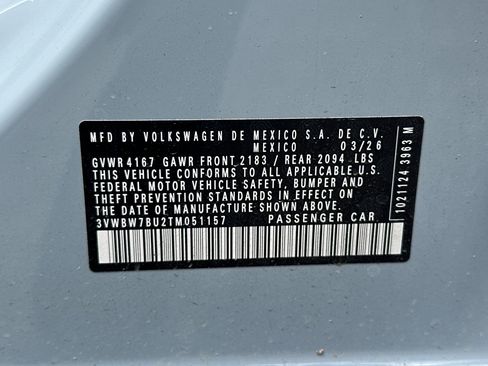 MFD BY VOLKSWAGEN DE MEXICO S.A. DE C.V.
MEXICO 03/26
GVWR 4167 GAWR FRONT 2183 / REAR 2094 LBS
THIS VEHICLE CONFORMS TO ALL APPLICABLE U.S.
FEDERAL MOTOR VEHICLE SAFETY, BUMPER AND
THEFT PREVENTION STANDARDS IN EFFECT ON
THE DATE OF MANUFACTURE SHOWN ABOVE.
3VWBW7BU2TM051157 PASSENGER CAR
1021124 3963 M